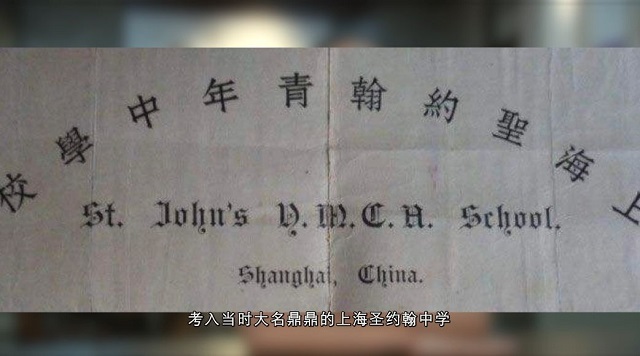 上海聖約翰青年中學校
St. John's Y.M.C.A. School.
Shanghai, China.
考入当时大名鼎鼎的上海圣约翰中学